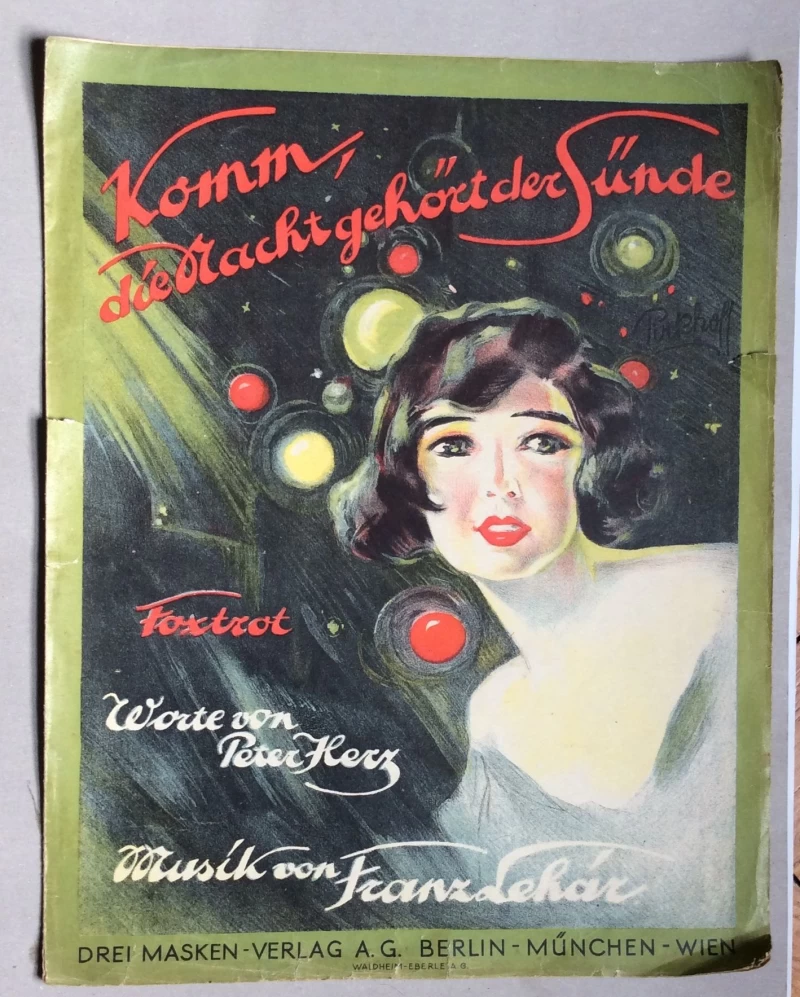 Komm,
die Nacht gehört der Sünde
Pirchoff
Foxtrot
Worte von
Peter Herz
Musik von Franz Lehár
DREI MASKEN-VERLAG A.G. BERLIN - MÜNCHEN - WIEN
WALDHEIM-EBERLE A.G.